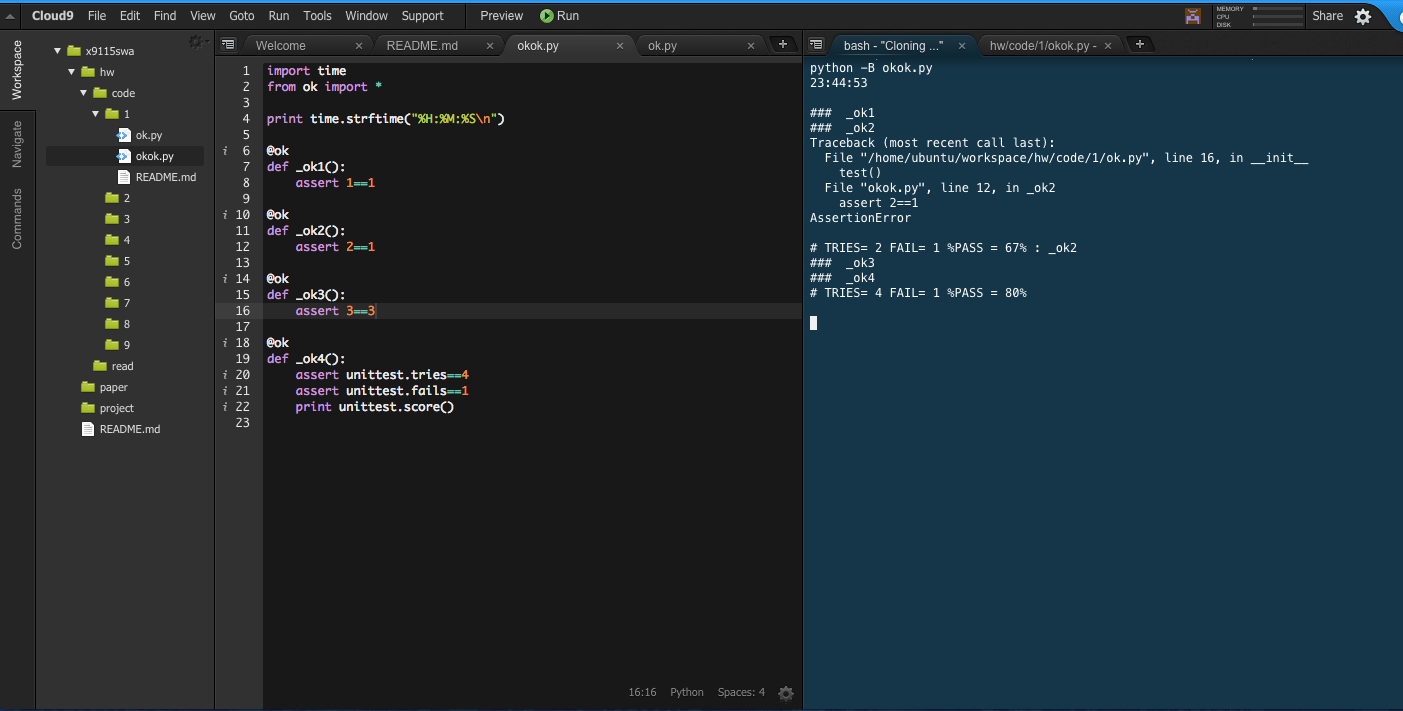 Cloud9 File Edit Find View Goto Run Tools Window Support Preview Run MEMORY CPU DISK Share
Workspace
Navigate
Commands
x9115swa
hw
code
1
ok.py
okok.py
README.md
2
3
4
5
6
7
8
9
read
paper
project
README.md
Welcome × README.md × okok.py × ok.py × +
1 import time
2 from ok import *
3
4 print time.strftime("%H:%M:%S\n")
5
i 6 @ok
7 def _ok1():
8     assert 1==1
9
i 10 @ok
11 def _ok2():
12     assert 2==1
13
i 14 @ok
15 def _ok3():
16     assert 3==3
17
i 18 @ok
19 def _ok4():
i 20     assert unittest.tries==4
i 21     assert unittest.fails==1
i 22     print unittest.score()
23
16:16 Python Spaces: 4
bash - "Cloning ..." × hw/code/1/okok.py - × +
python -B okok.py
23:44:53
###  _ok1
###  _ok2
Traceback (most recent call last):
  File "/home/ubuntu/workspace/hw/code/1/ok.py", line 16, in __init__
    test()
  File "okok.py", line 12, in _ok2
    assert 2==1
AssertionError
# TRIES= 2 FAIL= 1 %PASS = 67% : _ok2
###  _ok3
###  _ok4
# TRIES= 4 FAIL= 1 %PASS = 80%